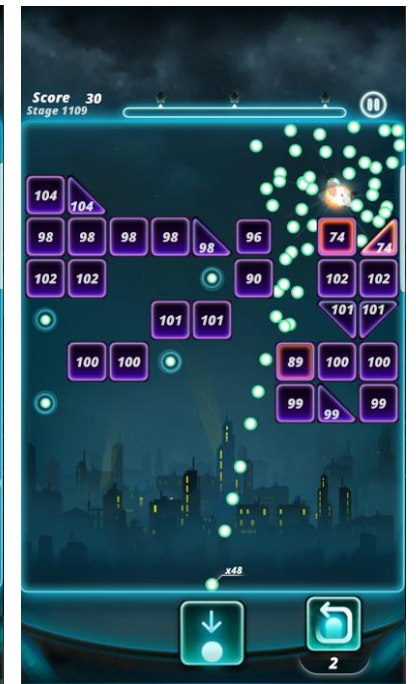 Score 30
Stage 1109
104 104
98 98 98 98 98 96 74 74
102 102 90 102 102
101 101 101 101
100 100 89 100 100
99 99 99
x48
2